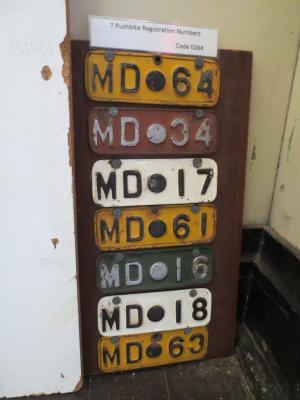 7 Pushbike Registration Numbers
Code 026A
MD 64
MD 34
MD 17
MD 61
MD 16
MD 18
MD 63